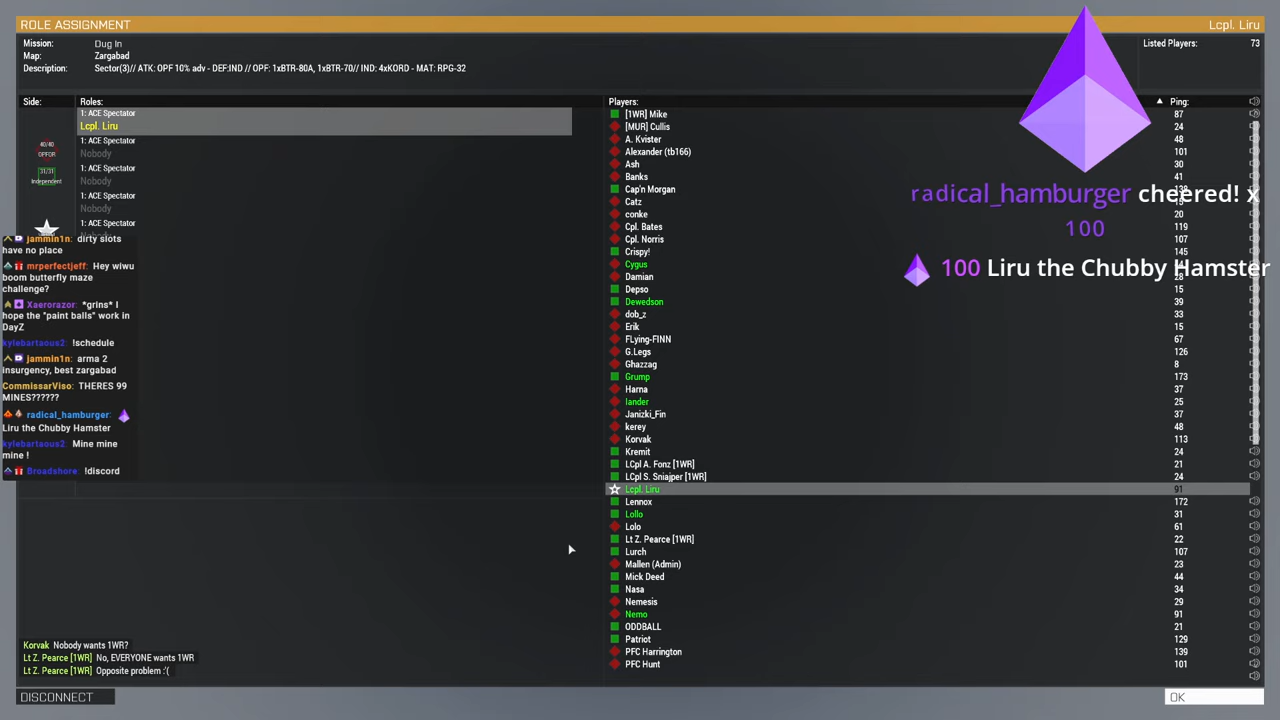 ROLE ASSIGNMENT
Lcpl. Liru
Mission: Dug In
Map: Zargabad
Description: Sector(3)// ATK: OPF 10% adv - DEF:IND // OPF: 1xBTR-80A, 1xBTR-70// IND: 4xKORD - MAT: RPG-32
Listed Players: 73
Side:
Roles:
40/40
OPFOR
31/31
Independent
1: ACE Spectator
Lcpl. Liru
1: ACE Spectator
Nobody
1: ACE Spectator
Nobody
1: ACE Spectator
Nobody
1: ACE Spectator
jammin1n: dirty slots
have no place
mrperfectjeff: Hey wiwu
boom butterfly maze
challenge?
Xaerorazor: *grins* I
hope the "paint balls" work in
DayZ
kylebartaous2: !schedule
jammin1n: arma 2
insurgency, best zargabad
CommissarViso: THERES 99
MINES??????
radical_hamburger:
Liru the Chubby Hamster
kylebartaous2: Mine mine
mine !
Broadshore: !discord
Players: Ping:
[1WR] Mike 87
[MUR] Cullis 24
A. Kvister 48
Alexander (tb166) 101
Ash 30
Banks 41
Cap'n Morgan
Catz
conke 20
Cpl. Bates 119
Cpl. Norris 107
Crispy! 145
Cygus
Damian 28
Depso 15
Dewedson 39
dob_z 33
Erik 15
FLying-FINN 67
G.Legs 126
Ghazzag 8
Grump 173
Harna 37
lander 25
Janizki_Fin 37
kerey 48
Korvak 113
Kremit 24
LCpl A. Fonz [1WR] 21
LCpl S. Sniajper [1WR] 24
Lcpl. Liru 91
Lennox 172
Lollo 31
Lolo 61
Lt Z. Pearce [1WR] 22
Lurch 107
Mallen (Admin) 23
Mick Deed 44
Nasa 34
Nemesis 29
Nemo 91
ODDBALL 21
Patriot 129
PFC Harrington 139
PFC Hunt 101
radical_hamburger cheered! x
100
100 Liru the Chubby Hamster
Korvak Nobody wants 1WR?
Lt Z. Pearce [1WR] No, EVERYONE wants 1WR
Lt Z. Pearce [1WR] Opposite problem :'(
DISCONNECT
OK